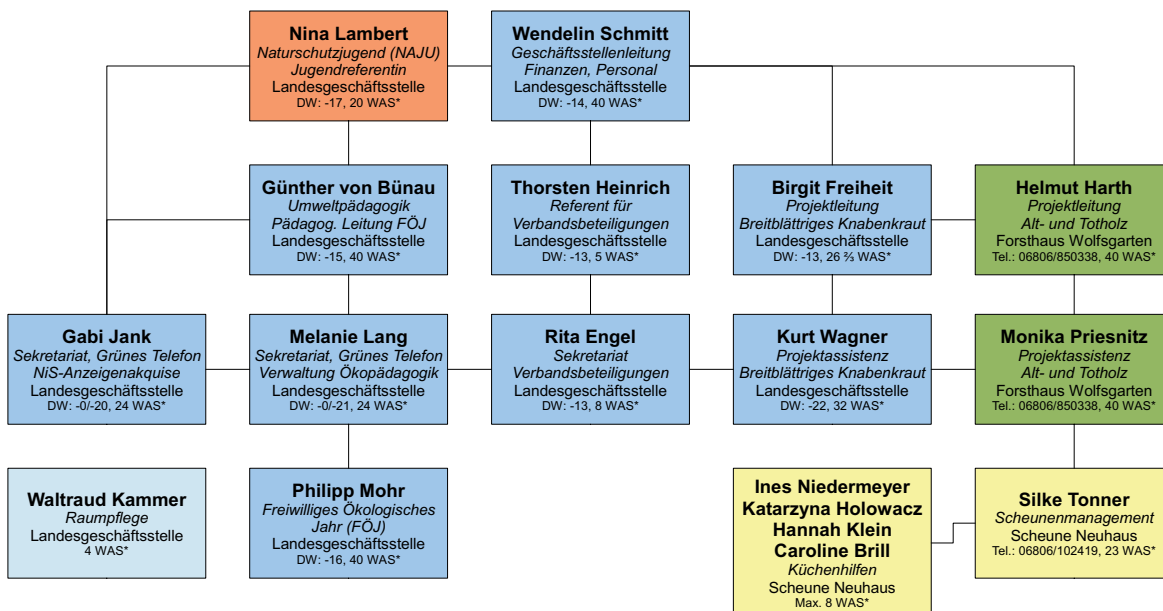 Nina Lambert
Naturschutzjugend (NAJU)
Jugendreferentin
Landesgeschäftsstelle
DW: -17, 20 WAS*
Wendelin Schmitt
Geschäftsstellenleitung
Finanzen, Personal
Landesgeschäftsstelle
DW: -14, 40 WAS*
Günther von Bünau
Umweltpädagogik
Pädagog. Leitung FÖJ
Landesgeschäftsstelle
DW: -15, 40 WAS*
Thorsten Heinrich
Referent für
Verbandsbeteiligungen
Landesgeschäftsstelle
DW: -13, 5 WAS*
Birgit Freiheit
Projektleitung
Breitblättriges Knabenkraut
Landesgeschäftsstelle
DW: -13, 26 ⅔ WAS*
Helmut Harth
Projektleitung
Alt- und Totholz
Forsthaus Wolfsgarten
Tel.: 06806/850338, 40 WAS*
Gabi Jank
Sekretariat, Grünes Telefon
NiS-Anzeigenakquise
Landesgeschäftsstelle
DW: -0/-20, 24 WAS*
Melanie Lang
Sekretariat, Grünes Telefon
Verwaltung Ökopädagogik
Landesgeschäftsstelle
DW: -0/-21, 24 WAS*
Rita Engel
Sekretariat
Verbandsbeteiligungen
Landesgeschäftsstelle
DW: -13, 8 WAS*
Kurt Wagner
Projektassistenz
Breitblättriges Knabenkraut
Landesgeschäftsstelle
DW: -22, 32 WAS*
Monika Priesnitz
Projektassistenz
Alt- und Totholz
Forsthaus Wolfsgarten
Tel.: 06806/850338, 40 WAS*
Waltraud Kammer
Raumpflege
Landesgeschäftsstelle
4 WAS*
Philipp Mohr
Freiwilliges Ökologisches
Jahr (FÖJ)
Landesgeschäftsstelle
DW: -16, 40 WAS*
Ines Niedermeyer
Katarzyna Holowacz
Hannah Klein
Caroline Brill
Küchenhilfen
Scheune Neuhaus
Max. 8 WAS*
Silke Tonner
Scheunenmanagement
Scheune Neuhaus
Tel.: 06806/102419, 23 WAS*